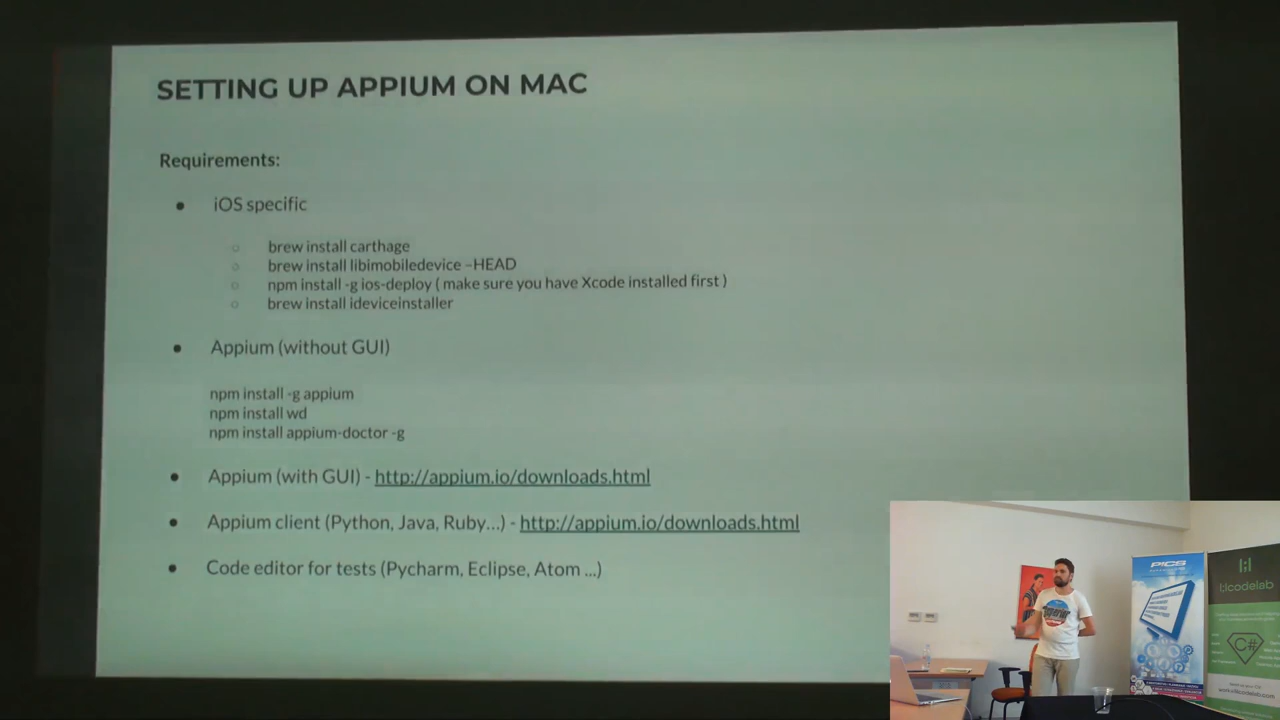 SETTING UP APPIUM ON MAC
Requirements:
● iOS specific
○ brew install carthage
○ brew install libimobiledevice –HEAD
○ npm install -g ios-deploy ( make sure you have Xcode installed first )
○ brew install ideviceinstaller
● Appium (without GUI)
npm install -g appium
npm install wd
npm install appium-doctor -g
● Appium (with GUI) - http://appium.io/downloads.html
● Appium client (Python, Java, Ruby...) - http://appium.io/downloads.html
● Code editor for tests (Pycharm, Eclipse, Atom ...)
PICS
codelab
C#